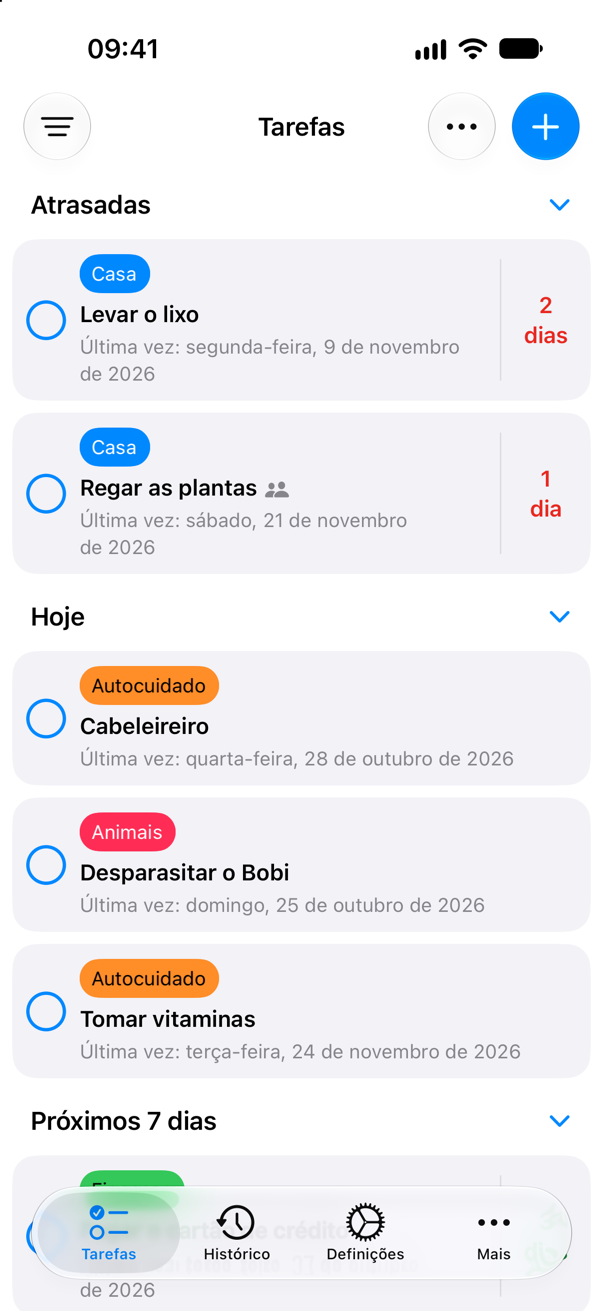 09:41
Tarefas
Atrasadas
Casa
Levar o lixo
Última vez: segunda-feira, 9 de novembro
de 2026
2
dias
Casa
Regar as plantas
Última vez: sábado, 21 de novembro
de 2026
1
dia
Hoje
Autocuidado
Cabeleireiro
Última vez: quarta-feira, 28 de outubro de 2026
Animais
Desparasitar o Bobi
Última vez: domingo, 25 de outubro de 2026
Autocuidado
Tomar vitaminas
Última vez: terça-feira, 24 de novembro de 2026
Próximos 7 dias
cartão de crédito
de 2026
Tarefas
Histórico
Definições
Mais